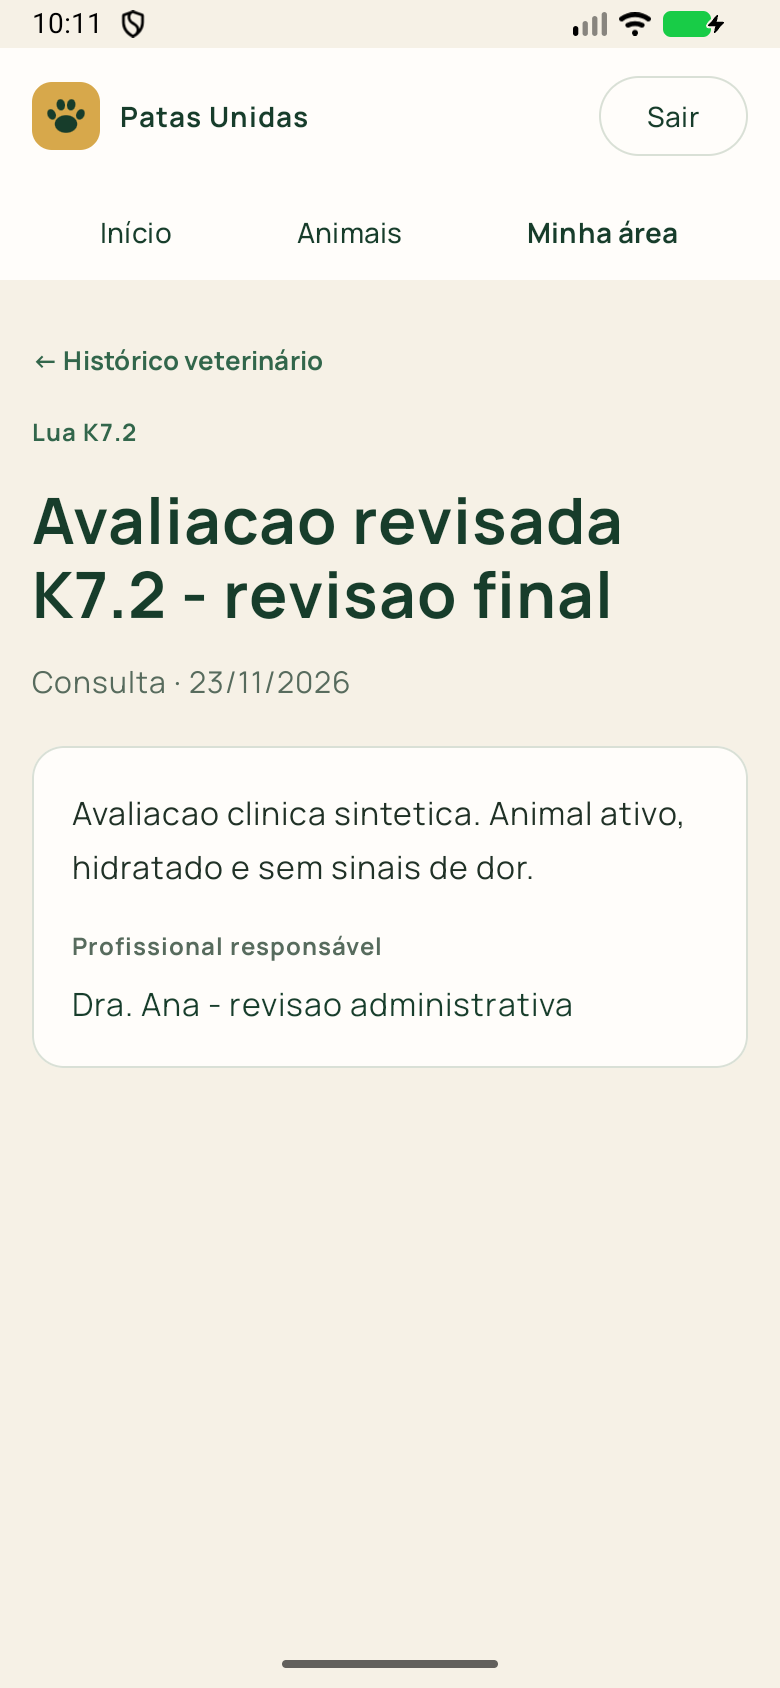 10:11
Patas Unidas
Sair
Início Animais Minha área
← Histórico veterinário
Lua K7.2
Avaliacao revisada
K7.2 - revisao final
Consulta · 23/11/2026
Avaliacao clinica sintetica. Animal ativo,
hidratado e sem sinais de dor.
Profissional responsável
Dra. Ana - revisao administrativa